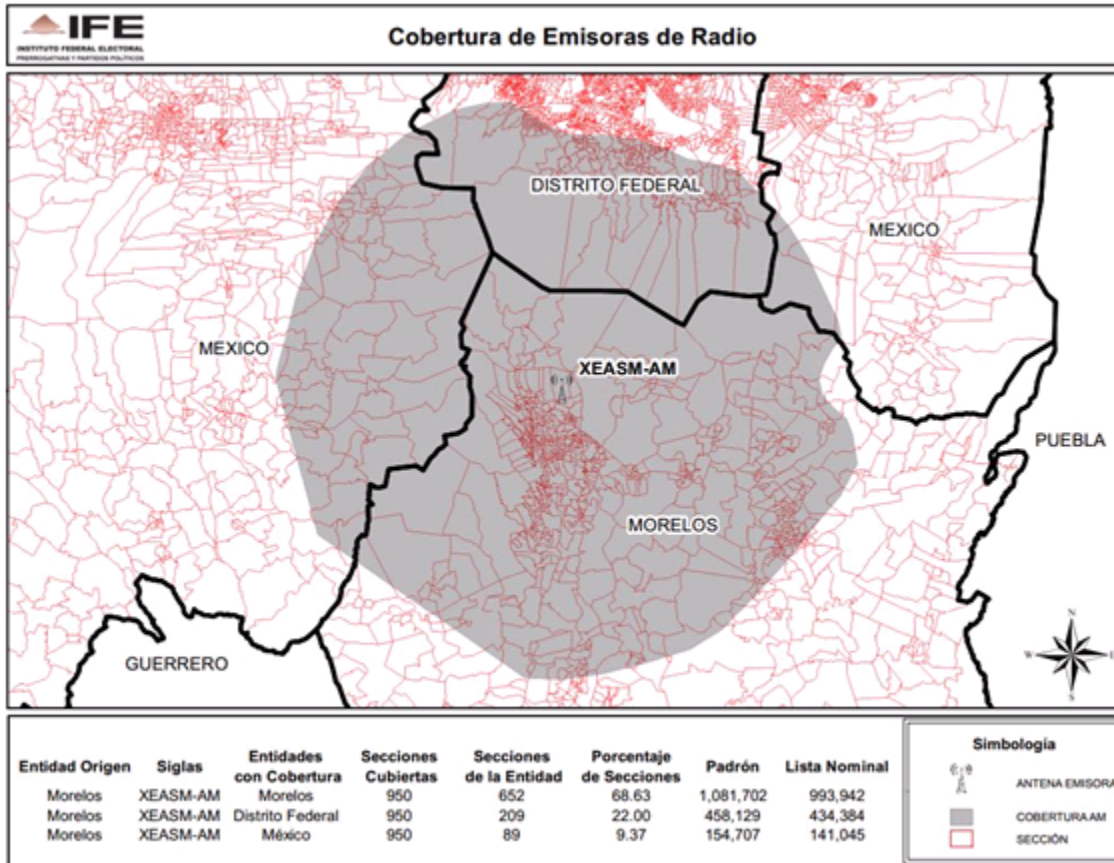 IFE
INSTITUTO FEDERAL ELECTORAL
PRERROGATIVAS Y PARTIDOS POLÍTICOS
Cobertura de Emisoras de Radio
DISTRITO FEDERAL
MEXICO
MEXICO
XEASM-AM
PUEBLA
MORELOS
GUERRERO
N
W E
S
Entidad Origen Siglas Entidades con Cobertura Secciones Cubiertas Secciones de la Entidad Porcentaje de Secciones Padrón Lista Nominal
Morelos XEASM-AM Morelos 950 652 68.63 1,081,702 993,942
Morelos XEASM-AM Distrito Federal 950 209 22.00 458,129 434,384
Morelos XEASM-AM México 950 89 9.37 154,707 141,045
Simbología
ANTENA EMISORA
COBERTURA AM
SECCIÓN